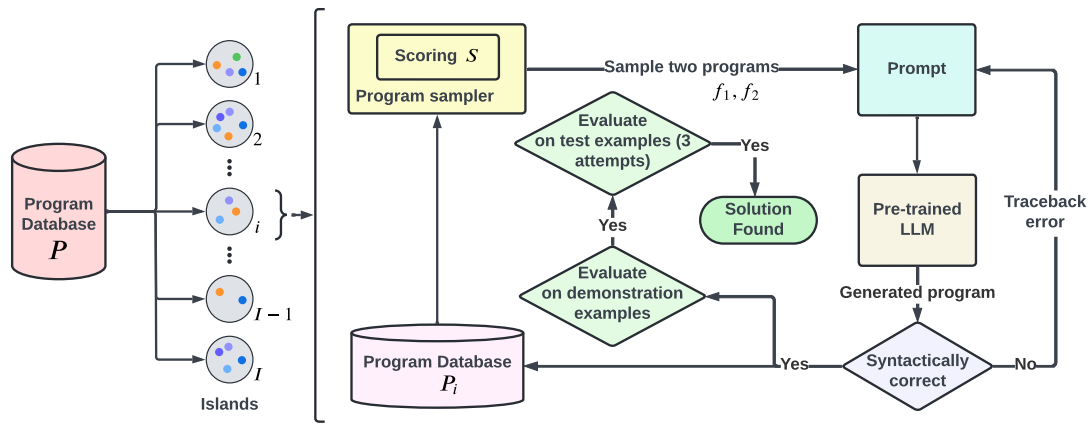 Program
Database
P
1
2
i
I − 1
I
Islands
Scoring S
Program sampler
Sample two programs
f₁, f₂
Prompt
Evaluate
on test examples (3
attempts)
Yes
Solution
Found
Yes
Evaluate
on demonstration
examples
Pre-trained
LLM
Traceback
error
Generated program
Program Database
Pᵢ
Yes
Syntactically
correct
No